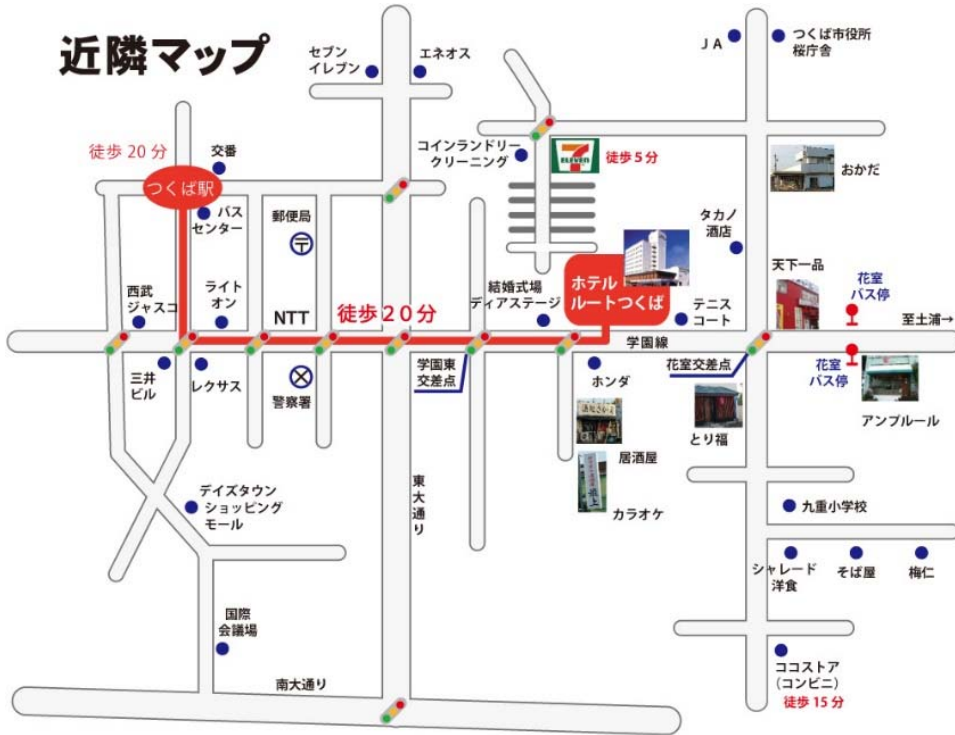 近隣マップ
セブン
イレブン
エネオス
JA
つくば市役所
桜庁舎
徒歩20分
交番
コインランドリー
クリーニング
ELEVEN
徒歩5分
おかだ
つくば駅
バス
センター
郵便局
タカノ
酒店
天下一品
花室
バス停
西武
ジャスコ
ライト
オン
NTT
徒歩20分
結婚式場
ディアステージ
ホテル
ルートつくば
テニス
コート
至土浦→
学園線
三井
ビル
レクサス
警察署
学園東
交差点
ホンダ
花室交差点
花室
バス停
とり福
アンプルール
居酒屋
カラオケ
デイズタウン
ショッピング
モール
東大通り
九重小学校
シャレード
洋食
そば屋
梅仁
国際
会議場
南大通り
ココストア
(コンビニ)
徒歩15分